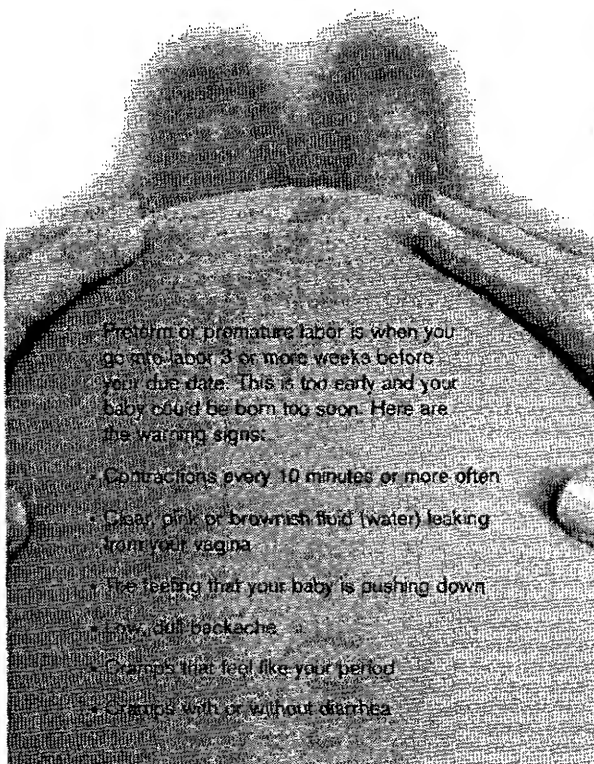 Preterm or premature labor is when you
go into labor 3 or more weeks before
your due date. This is too early and your
baby could be born too soon. Here are
the warning signs:
• Contractions every 10 minutes or more often
• Clear, pink or brownish fluid (water) leaking
from your vagina
• The feeling that your baby is pushing down
• Low, dull backache
• Cramps that feel like your period
• Cramps with or without diarrhea